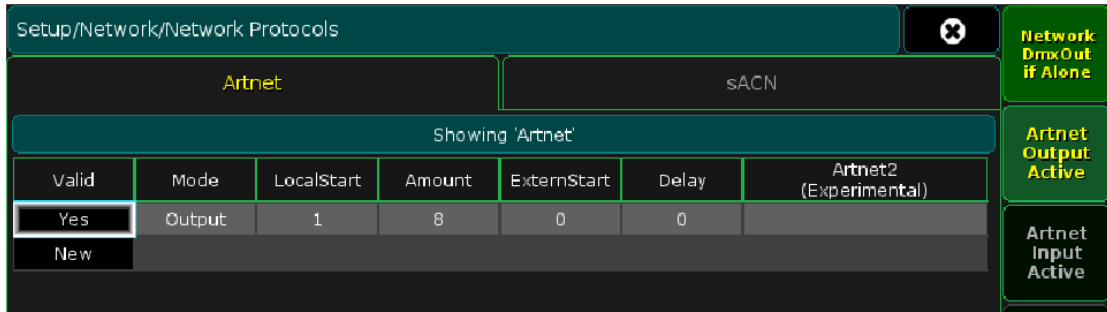 Setup/Network/Network Protocols
Network
DmxOut
if Alone
Artnet
sACN
Showing 'Artnet'
Artnet
Output
Active
Valid
Mode
LocalStart
Amount
ExternStart
Delay
Artnet2
(Experimental)
Yes
Output
1
8
0
0
New
Artnet
Input
Active